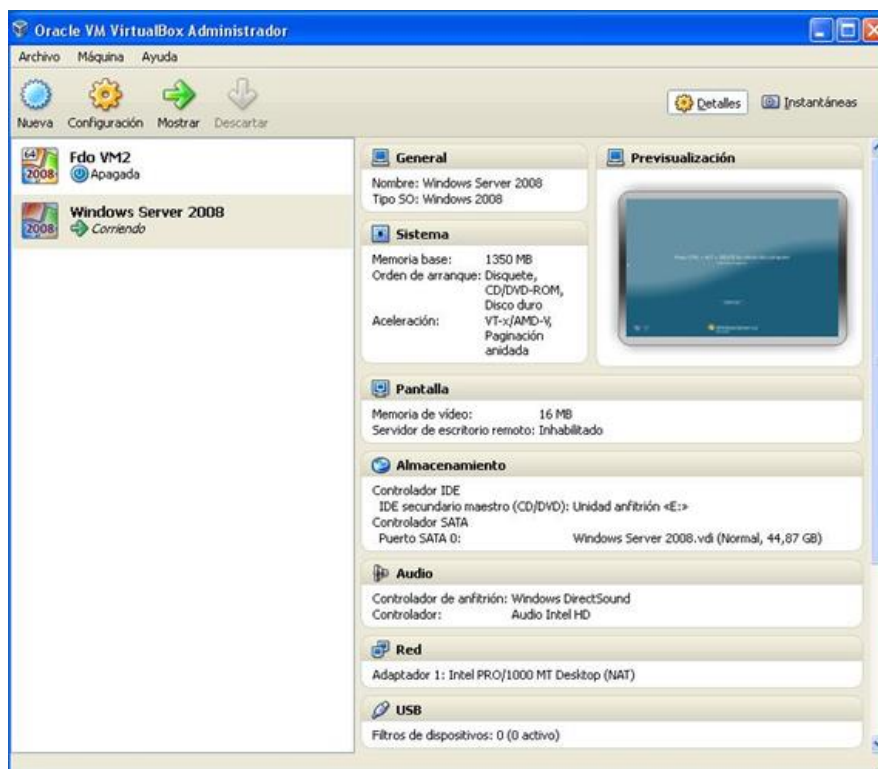 Oracle VM VirtualBox Administrador
Archivo Máquina Ayuda
Nueva Configuración Mostrar Descartar
Detalles Instantáneas
64
2008
Fdo VM2
Apagada
2008
Windows Server 2008
Corriendo
General
Nombre: Windows Server 2008
Tipo SO: Windows 2008
Previsualización
Sistema
Memoria base: 1350 MB
Orden de arranque: Disquete,
CD/DVD-ROM,
Disco duro
Aceleración: VT-x/AMD-V,
Paginación
anidada
Pantalla
Memoria de vídeo: 16 MB
Servidor de escritorio remoto: Inhabilitado
Almacenamiento
Controlador IDE
IDE secundario maestro (CD/DVD): Unidad anfitrión «E:»
Controlador SATA
Puerto SATA 0: Windows Server 2008.vdi (Normal, 44,87 GB)
Audio
Controlador de anfitrión: Windows DirectSound
Controlador: Audio Intel HD
Red
Adaptador 1: Intel PRO/1000 MT Desktop (NAT)
USB
Filtros de dispositivos: 0 (0 activo)